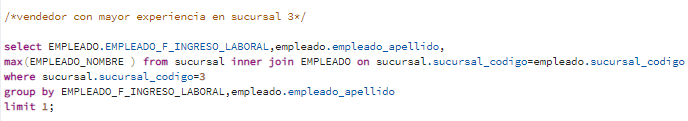 /*vendedor con mayor experiencia en sucursal 3*/
select EMPLEADO.EMPLEADO_F_INGRESO_LABORAL,empleado.empleado_apellido,
max(EMPLEADO_NOMBRE ) from sucursal inner join EMPLEADO on sucursal.sucursal_codigo=empleado.sucursal_codigo
where sucursal.sucursal_codigo=3
group by EMPLEADO_F_INGRESO_LABORAL,empleado.empleado_apellido
limit 1;